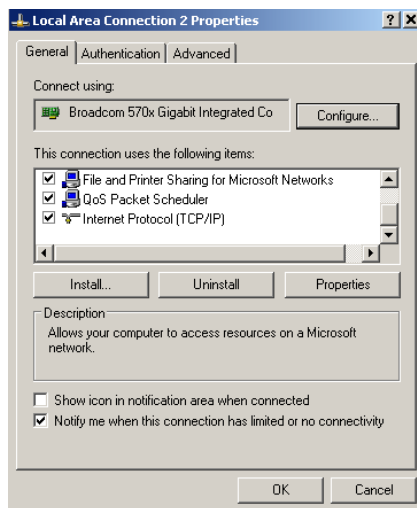 Local Area Connection 2 Properties
General Authentication Advanced
Connect using:
Broadcom 570x Gigabit Integrated Co
Configure...
This connection uses the following items:
File and Printer Sharing for Microsoft Networks
QoS Packet Scheduler
Internet Protocol (TCP/IP)
Install... Uninstall Properties
Description
Allows your computer to access resources on a Microsoft
network.
Show icon in notification area when connected
Notify me when this connection has limited or no connectivity
OK Cancel